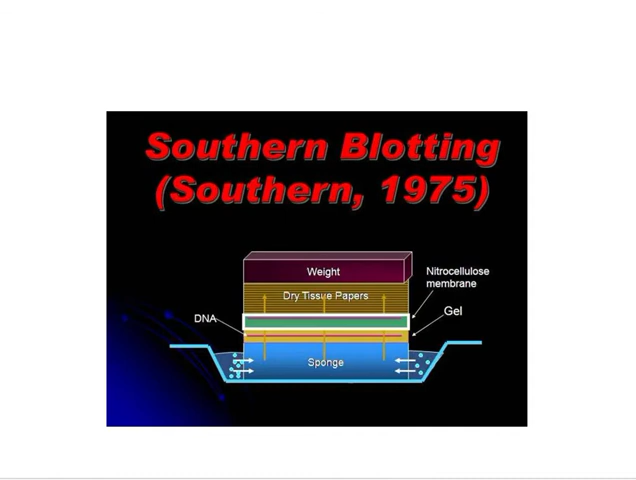 Southern Blotting
(Southern, 1975)
Weight
Nitrocellulose
membrane
Dry Tissue Papers
Gel
DNA
Sponge